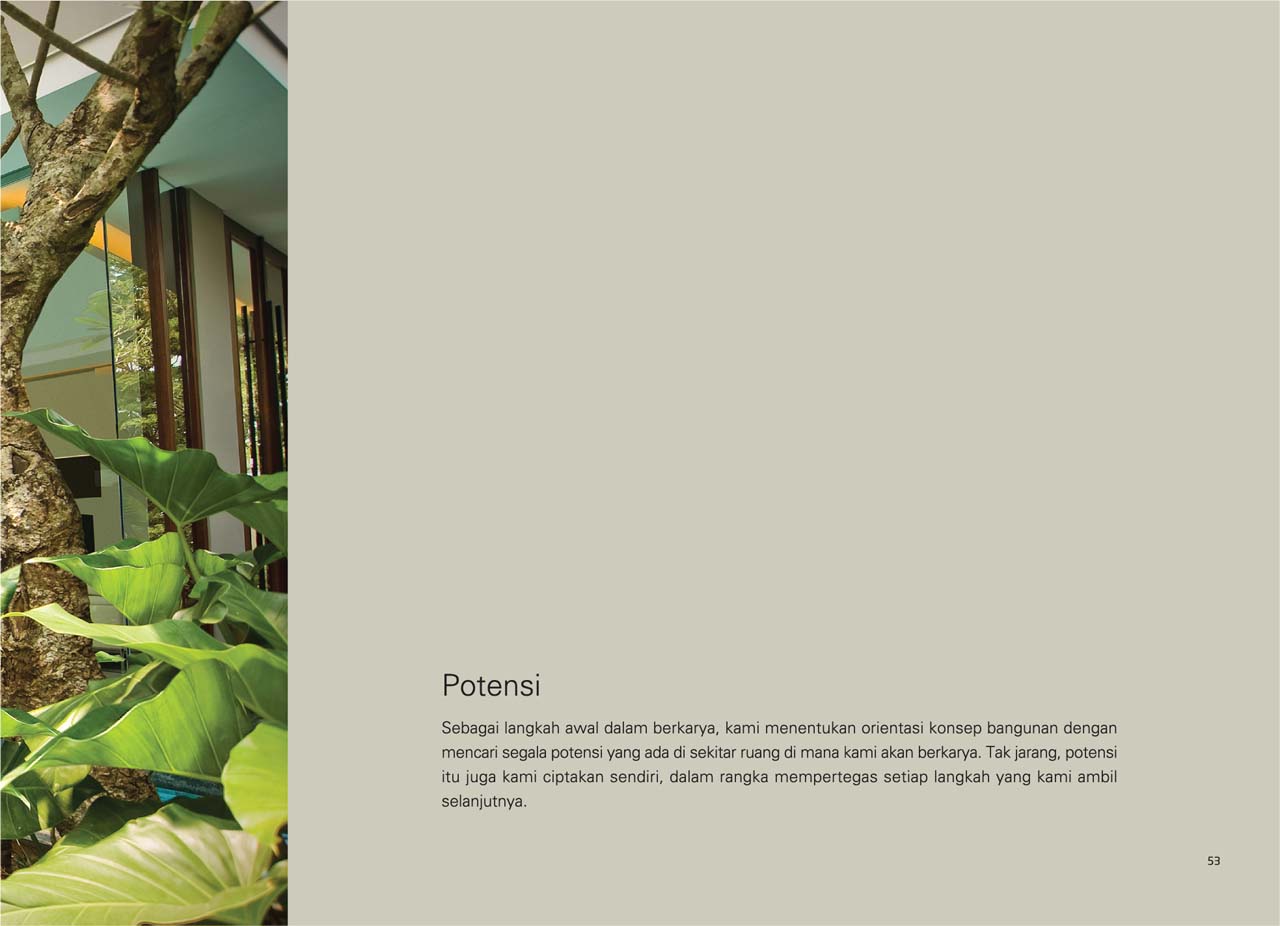 Potensi
Sebagai langkah awal dalam berkarya, kami menentukan orientasi konsep bangunan dengan
mencari segala potensi yang ada di sekitar ruang di mana kami akan berkarya. Tak jarang, potensi
itu juga kami ciptakan sendiri, dalam rangka mempertegas setiap langkah yang kami ambil
selanjutnya.
53